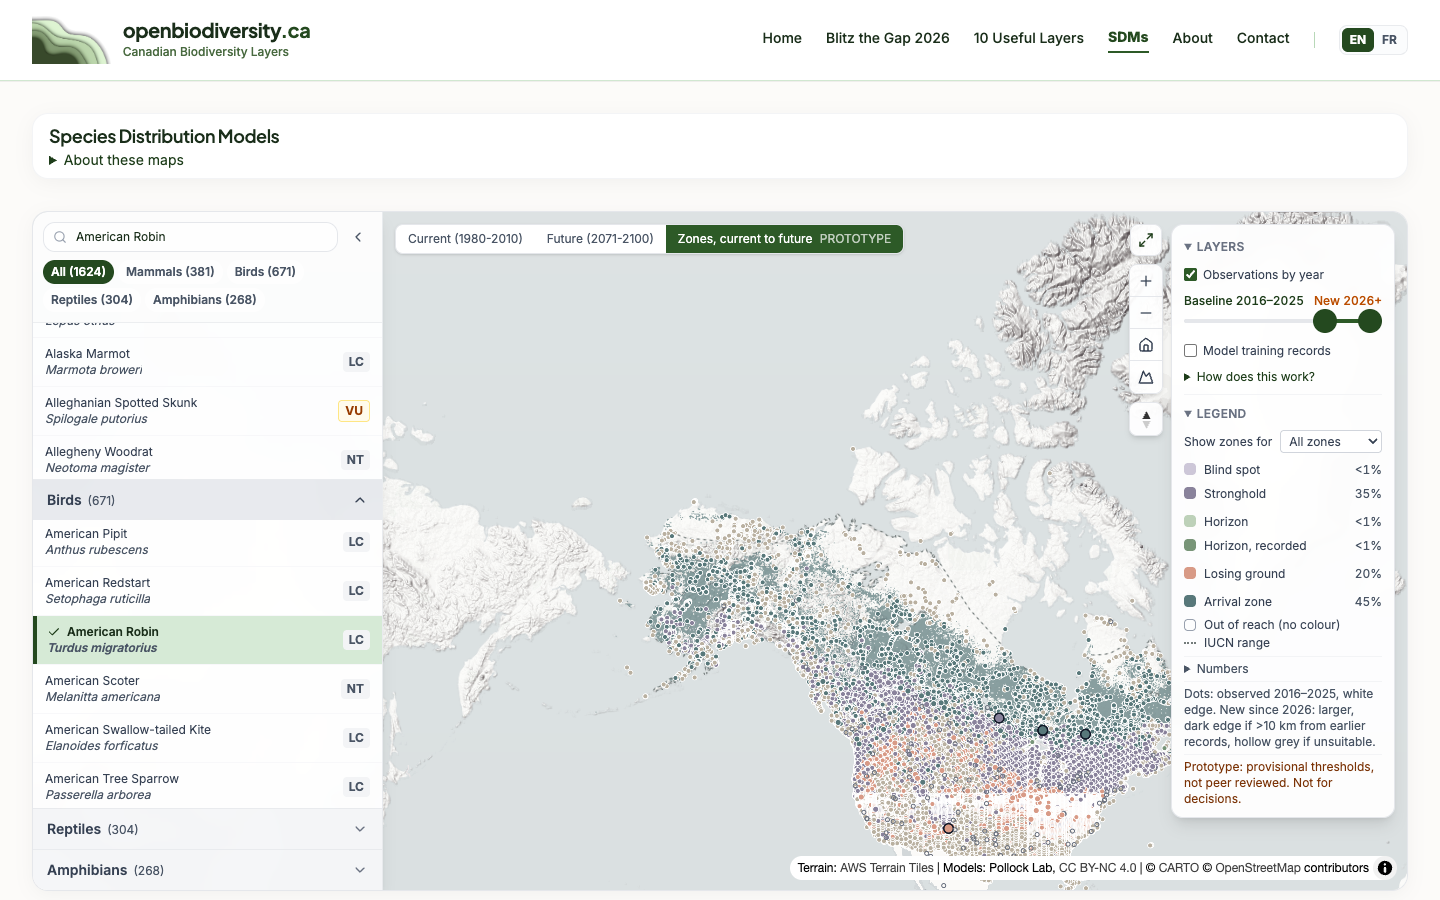 openbiodiversity.ca
Canadian Biodiversity Layers
Home
Blitz the Gap 2026
10 Useful Layers
SDMs
About
Contact
EN
FR
Species Distribution Models
About these maps
American Robin
All (1624)
Mammals (381)
Birds (671)
Reptiles (304)
Amphibians (268)
Alaska Marmot
LC
Marmota broweri
Alleghanian Spotted Skunk
VU
Spilogale putorius
Allegheny Woodrat
NT
Neotoma magister
Birds (671)
American Pipit
LC
Anthus rubescens
American Redstart
LC
Setophaga ruticilla
American Robin
LC
Turdus migratorius
American Scoter
NT
Melanitta americana
American Swallow-tailed Kite
LC
Elanoides forficatus
American Tree Sparrow
LC
Passerella arborea
Reptiles (304)
Amphibians (268)
Current (1980-2010)
Future (2071-2100)
Zones, current to future PROTOTYPE
LAYERS
Observations by year
Baseline 2016–2025
New 2026+
Model training records
How does this work?
LEGEND
Show zones for
All zones
Blind spot <1%
Stronghold 35%
Horizon <1%
Horizon, recorded <1%
Losing ground 20%
Arrival zone 45%
Out of reach (no colour)
IUCN range
Numbers
Dots: observed 2016–2025, white
edge. New since 2026: larger,
dark edge if >10 km from earlier
records, hollow grey if unsuitable.
Prototype: provisional thresholds,
not peer reviewed. Not for
decisions.
Terrain: AWS Terrain Tiles | Models: Pollock Lab, CC BY-NC 4.0 | © CARTO © OpenStreetMap contributors